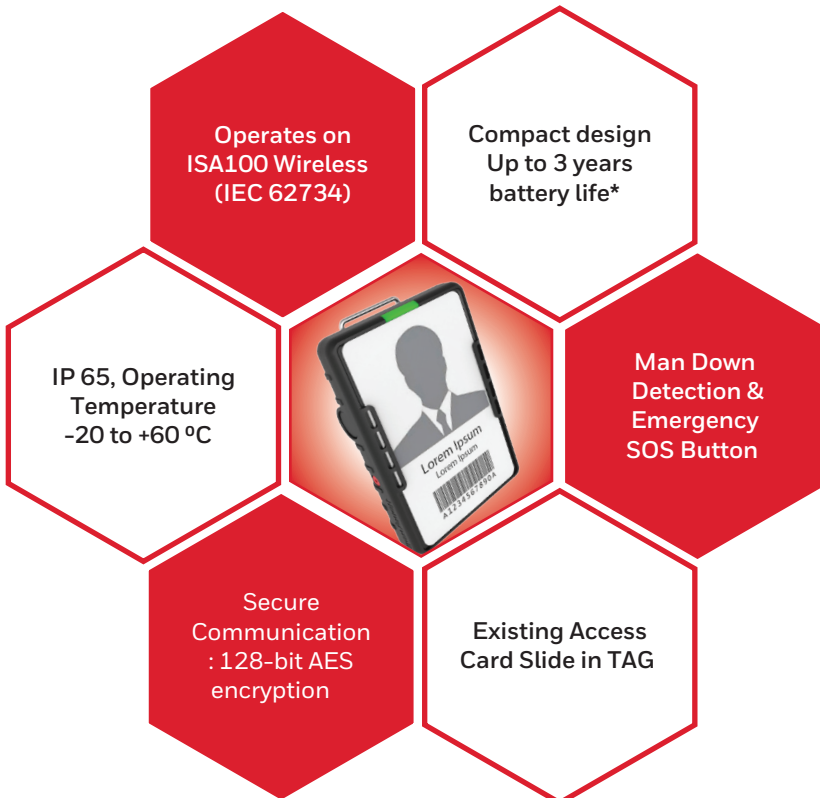 Operates on
ISA100 Wireless
(IEC 62734)
Compact design
Up to 3 years
battery life*
IP 65, Operating
Temperature
-20 to +60 ºC
Lorem Ipsum
Lorem Ipsum
A1234567890A
Man Down
Detection &
Emergency
SOS Button
Secure
Communication
: 128-bit AES
encryption
Existing Access
Card Slide in TAG